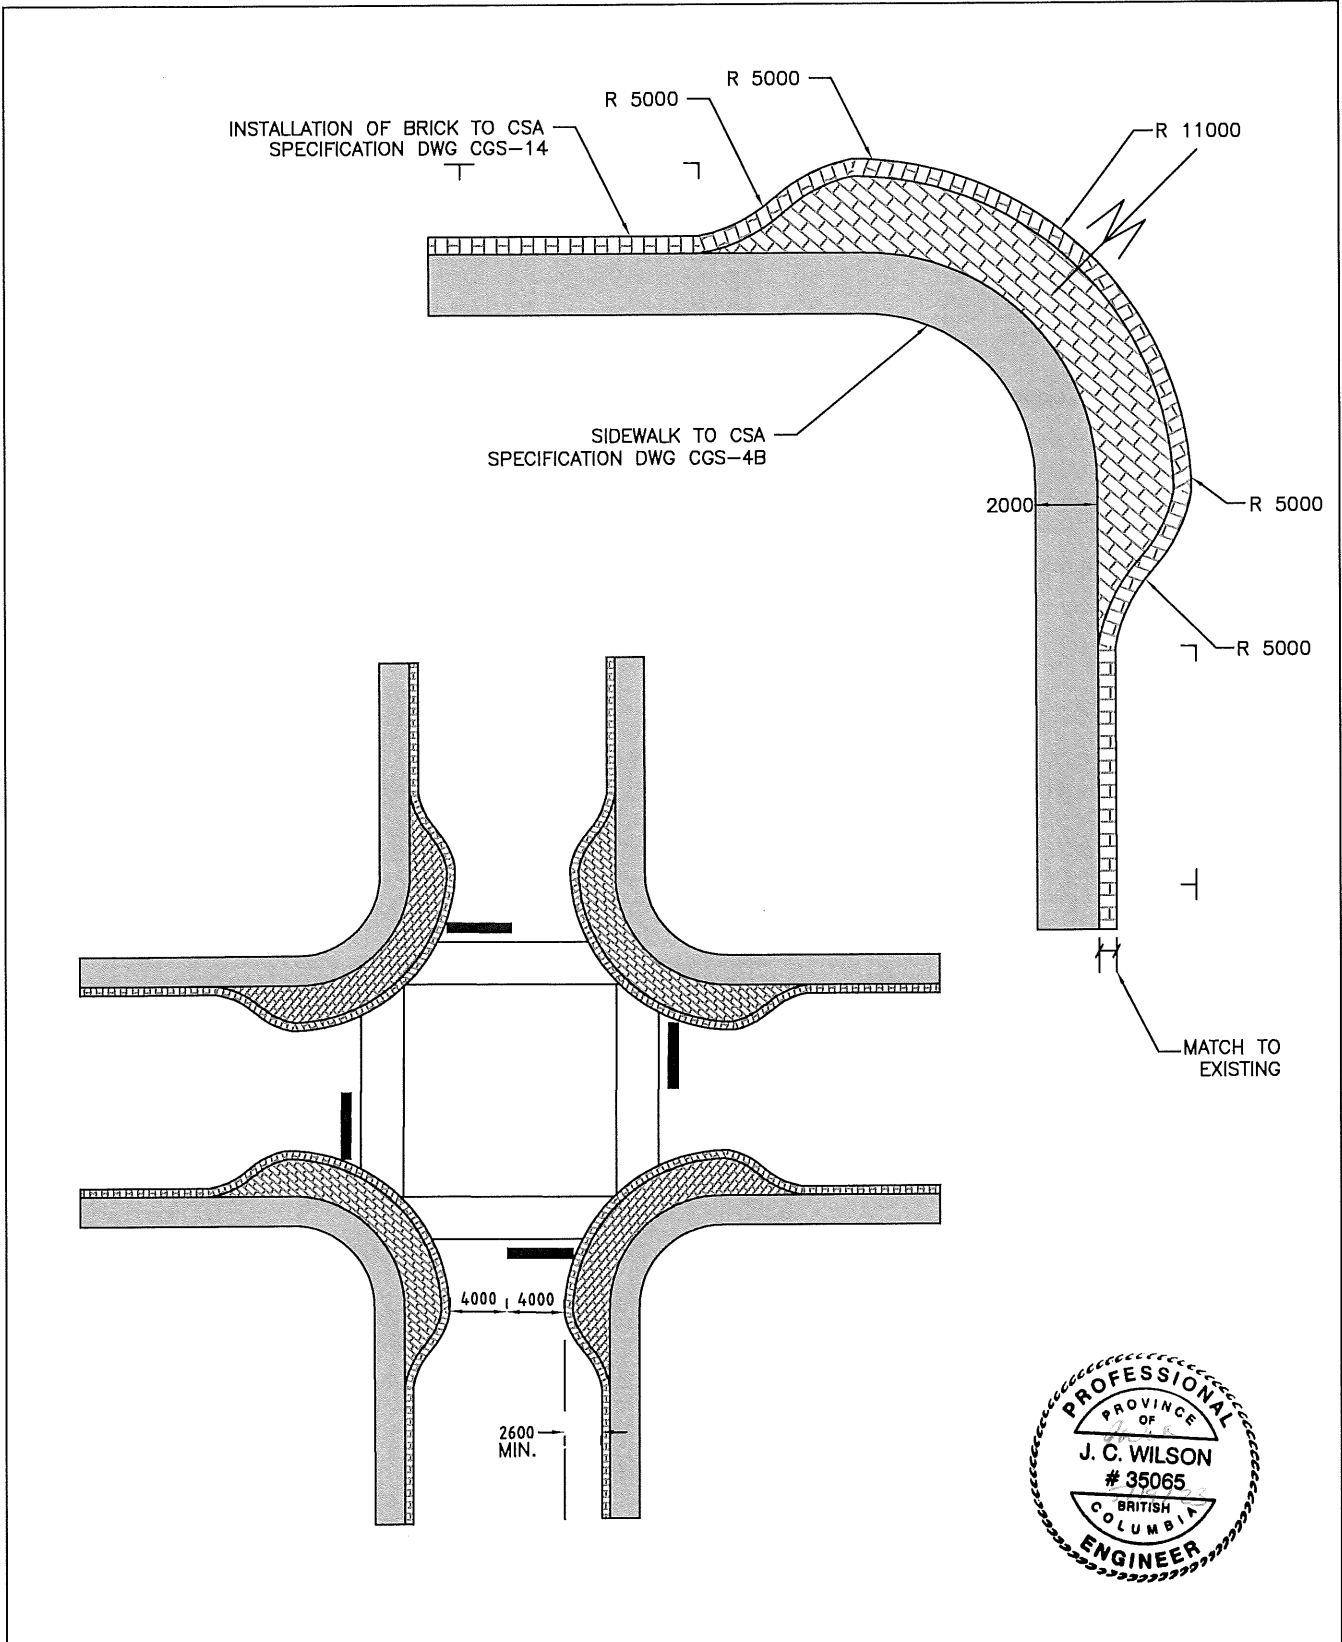 R 5000
R 5000
INSTALLATION OF BRICK TO CSA
SPECIFICATION DWG CGS-14
R 11000
SIDEWALK TO CSA
SPECIFICATION DWG CGS-4B
2000
R 5000
R 5000
MATCH TO
EXISTING
4000
4000
2600
MIN.
PROFESSIONAL
PROVINCE
OF
J. C. WILSON
# 35065
BRITISH
COLUMBIA
ENGINEER